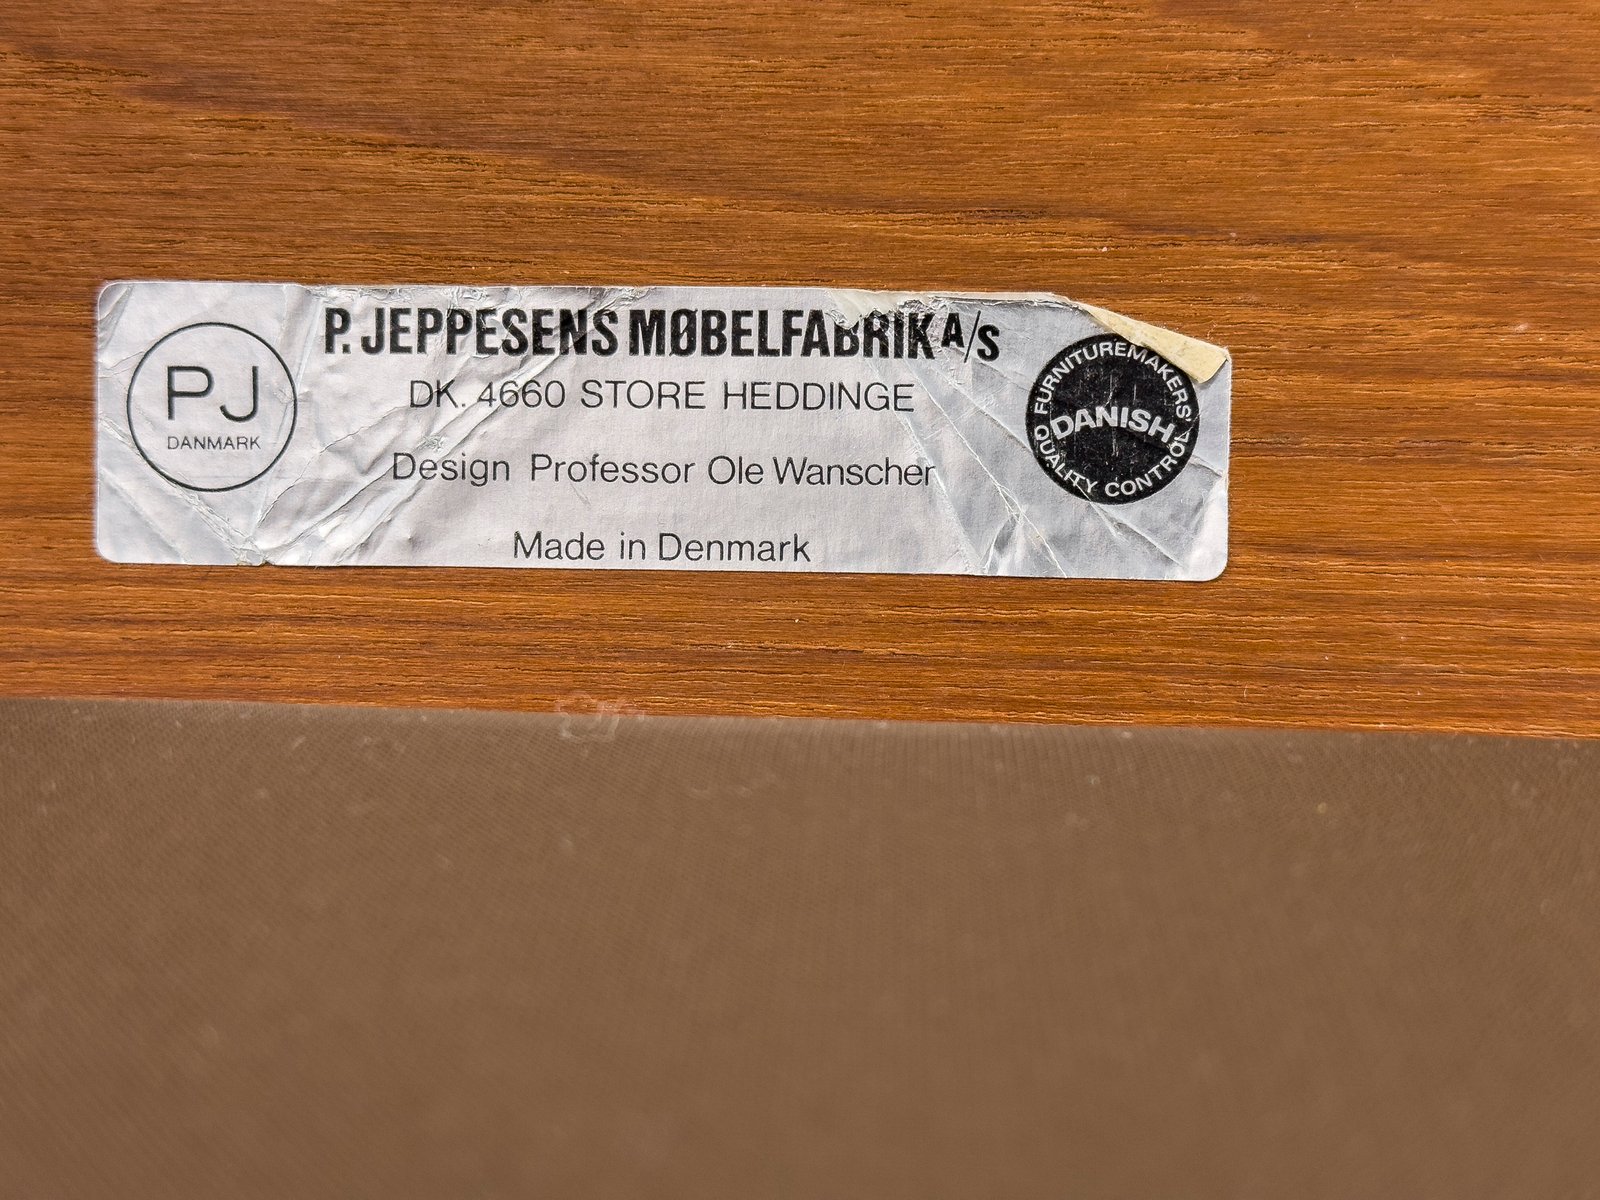 PJ
DANMARK
P. JEPPESENS MØBELFABRIK A/S
DK. 4660 STORE HEDDINGE
Design Professor Ole Wanscher
Made in Denmark
FURNITUREMAKERS'
DANISH
QUALITY CONTROL